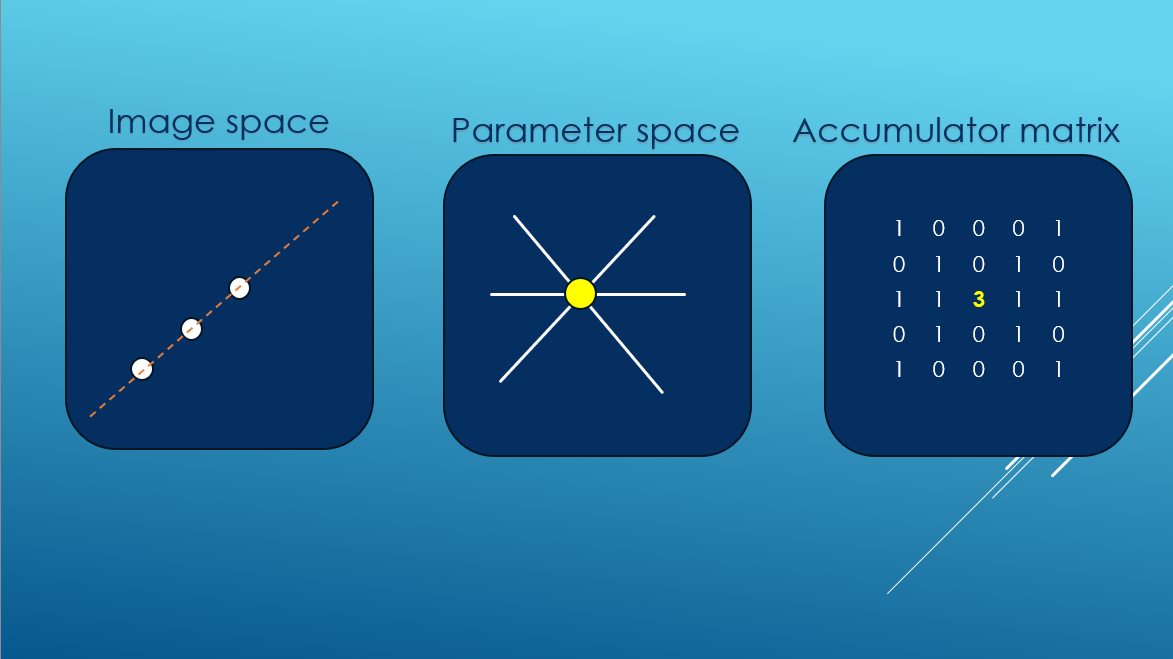 Image space
Parameter space
Accumulator matrix
1 0 0 0 1
0 1 0 1 0
1 1 3 1 1
0 1 0 1 0
1 0 0 0 1